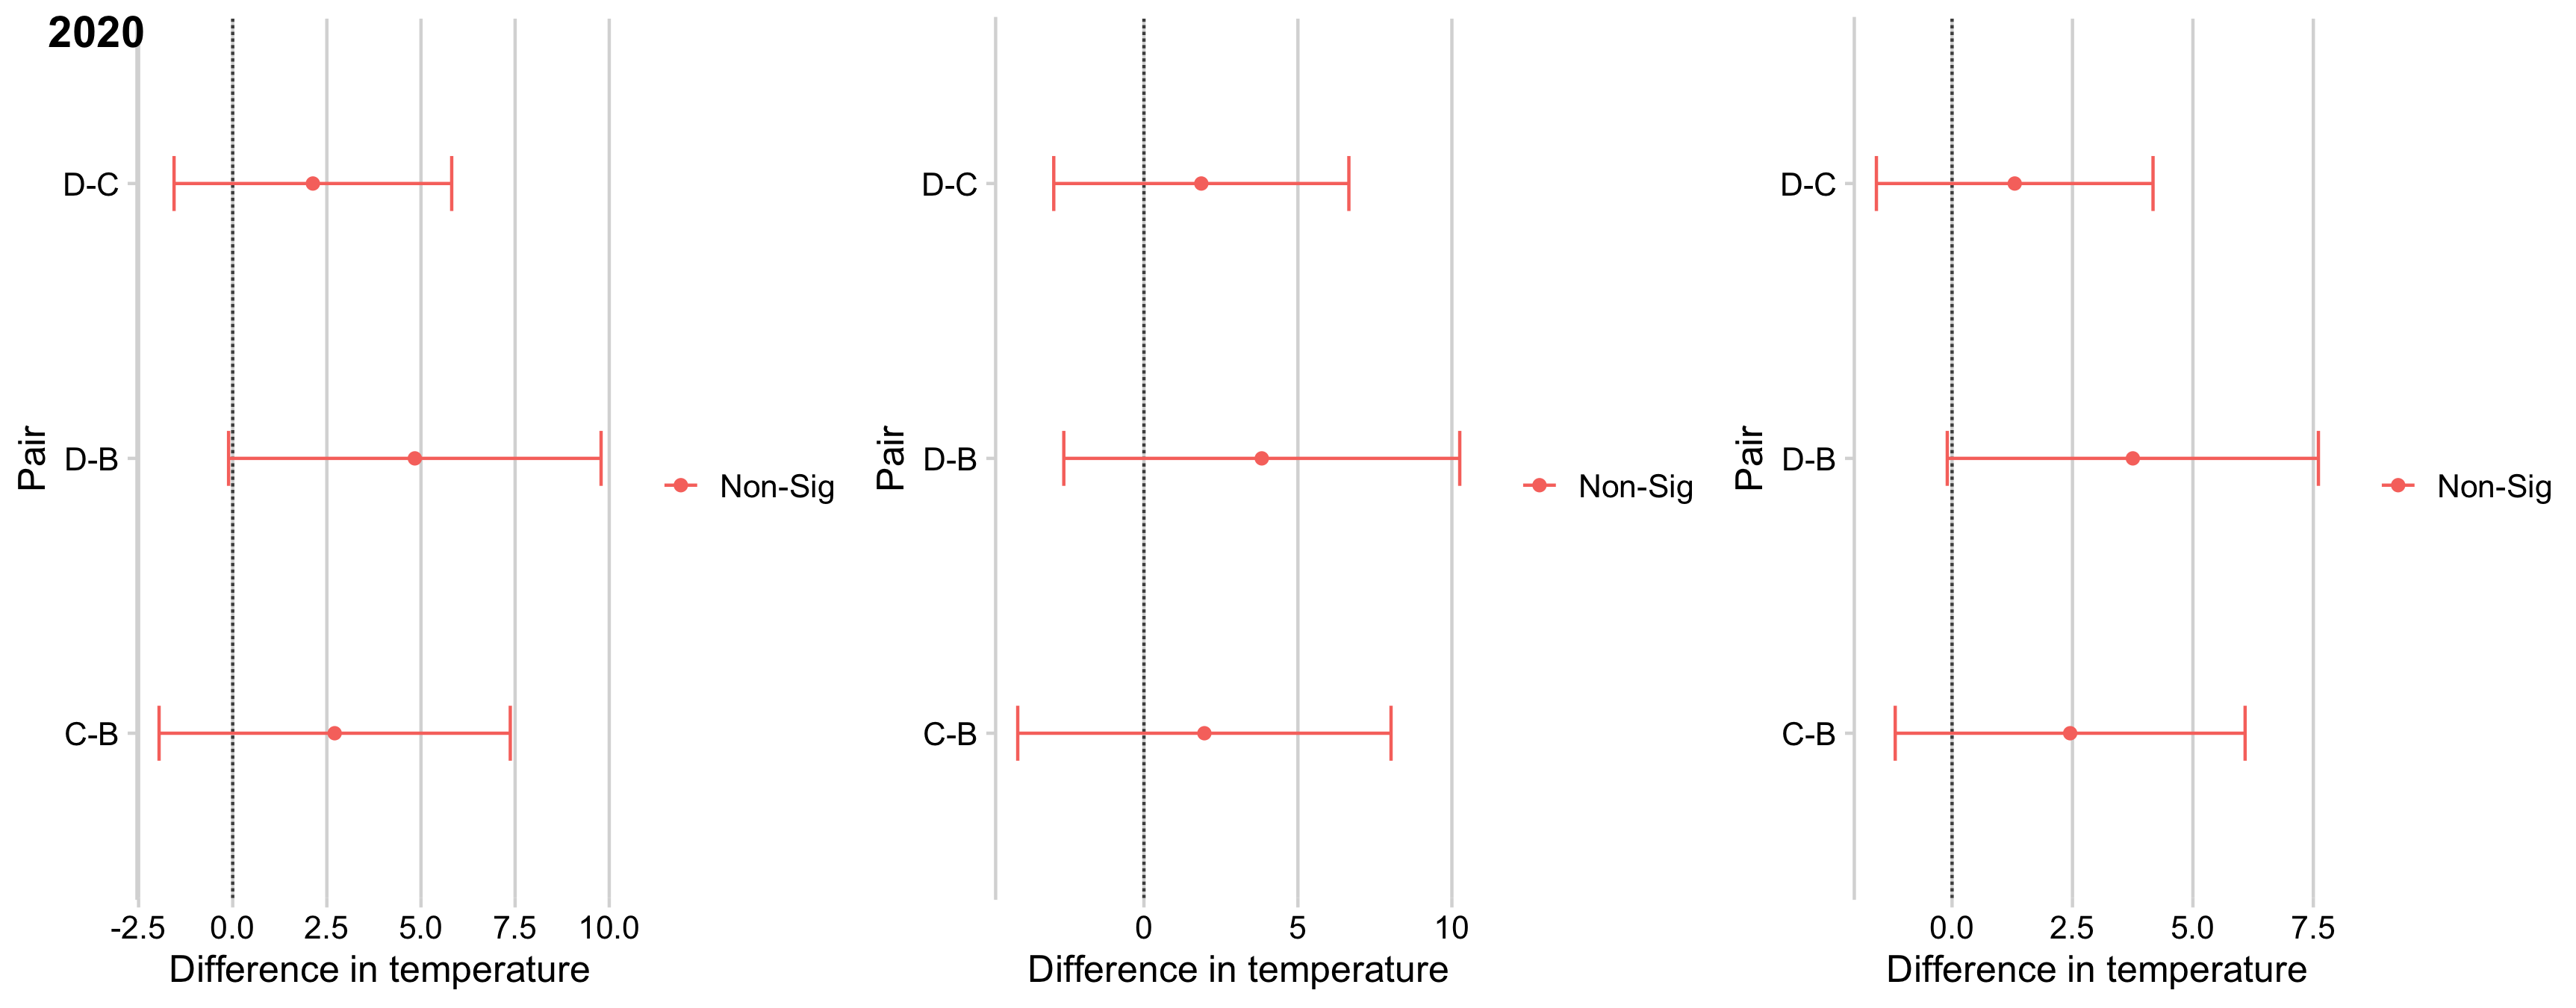 2020
D-C
Pair
D-B
C-B
Non-Sig
-2.5 0.0 2.5 5.0 7.5 10.0
Difference in temperature
D-C
Pair
D-B
C-B
Non-Sig
0 5 10
Difference in temperature
D-C
Pair
D-B
C-B
Non-Sig
0.0 2.5 5.0 7.5
Difference in temperature